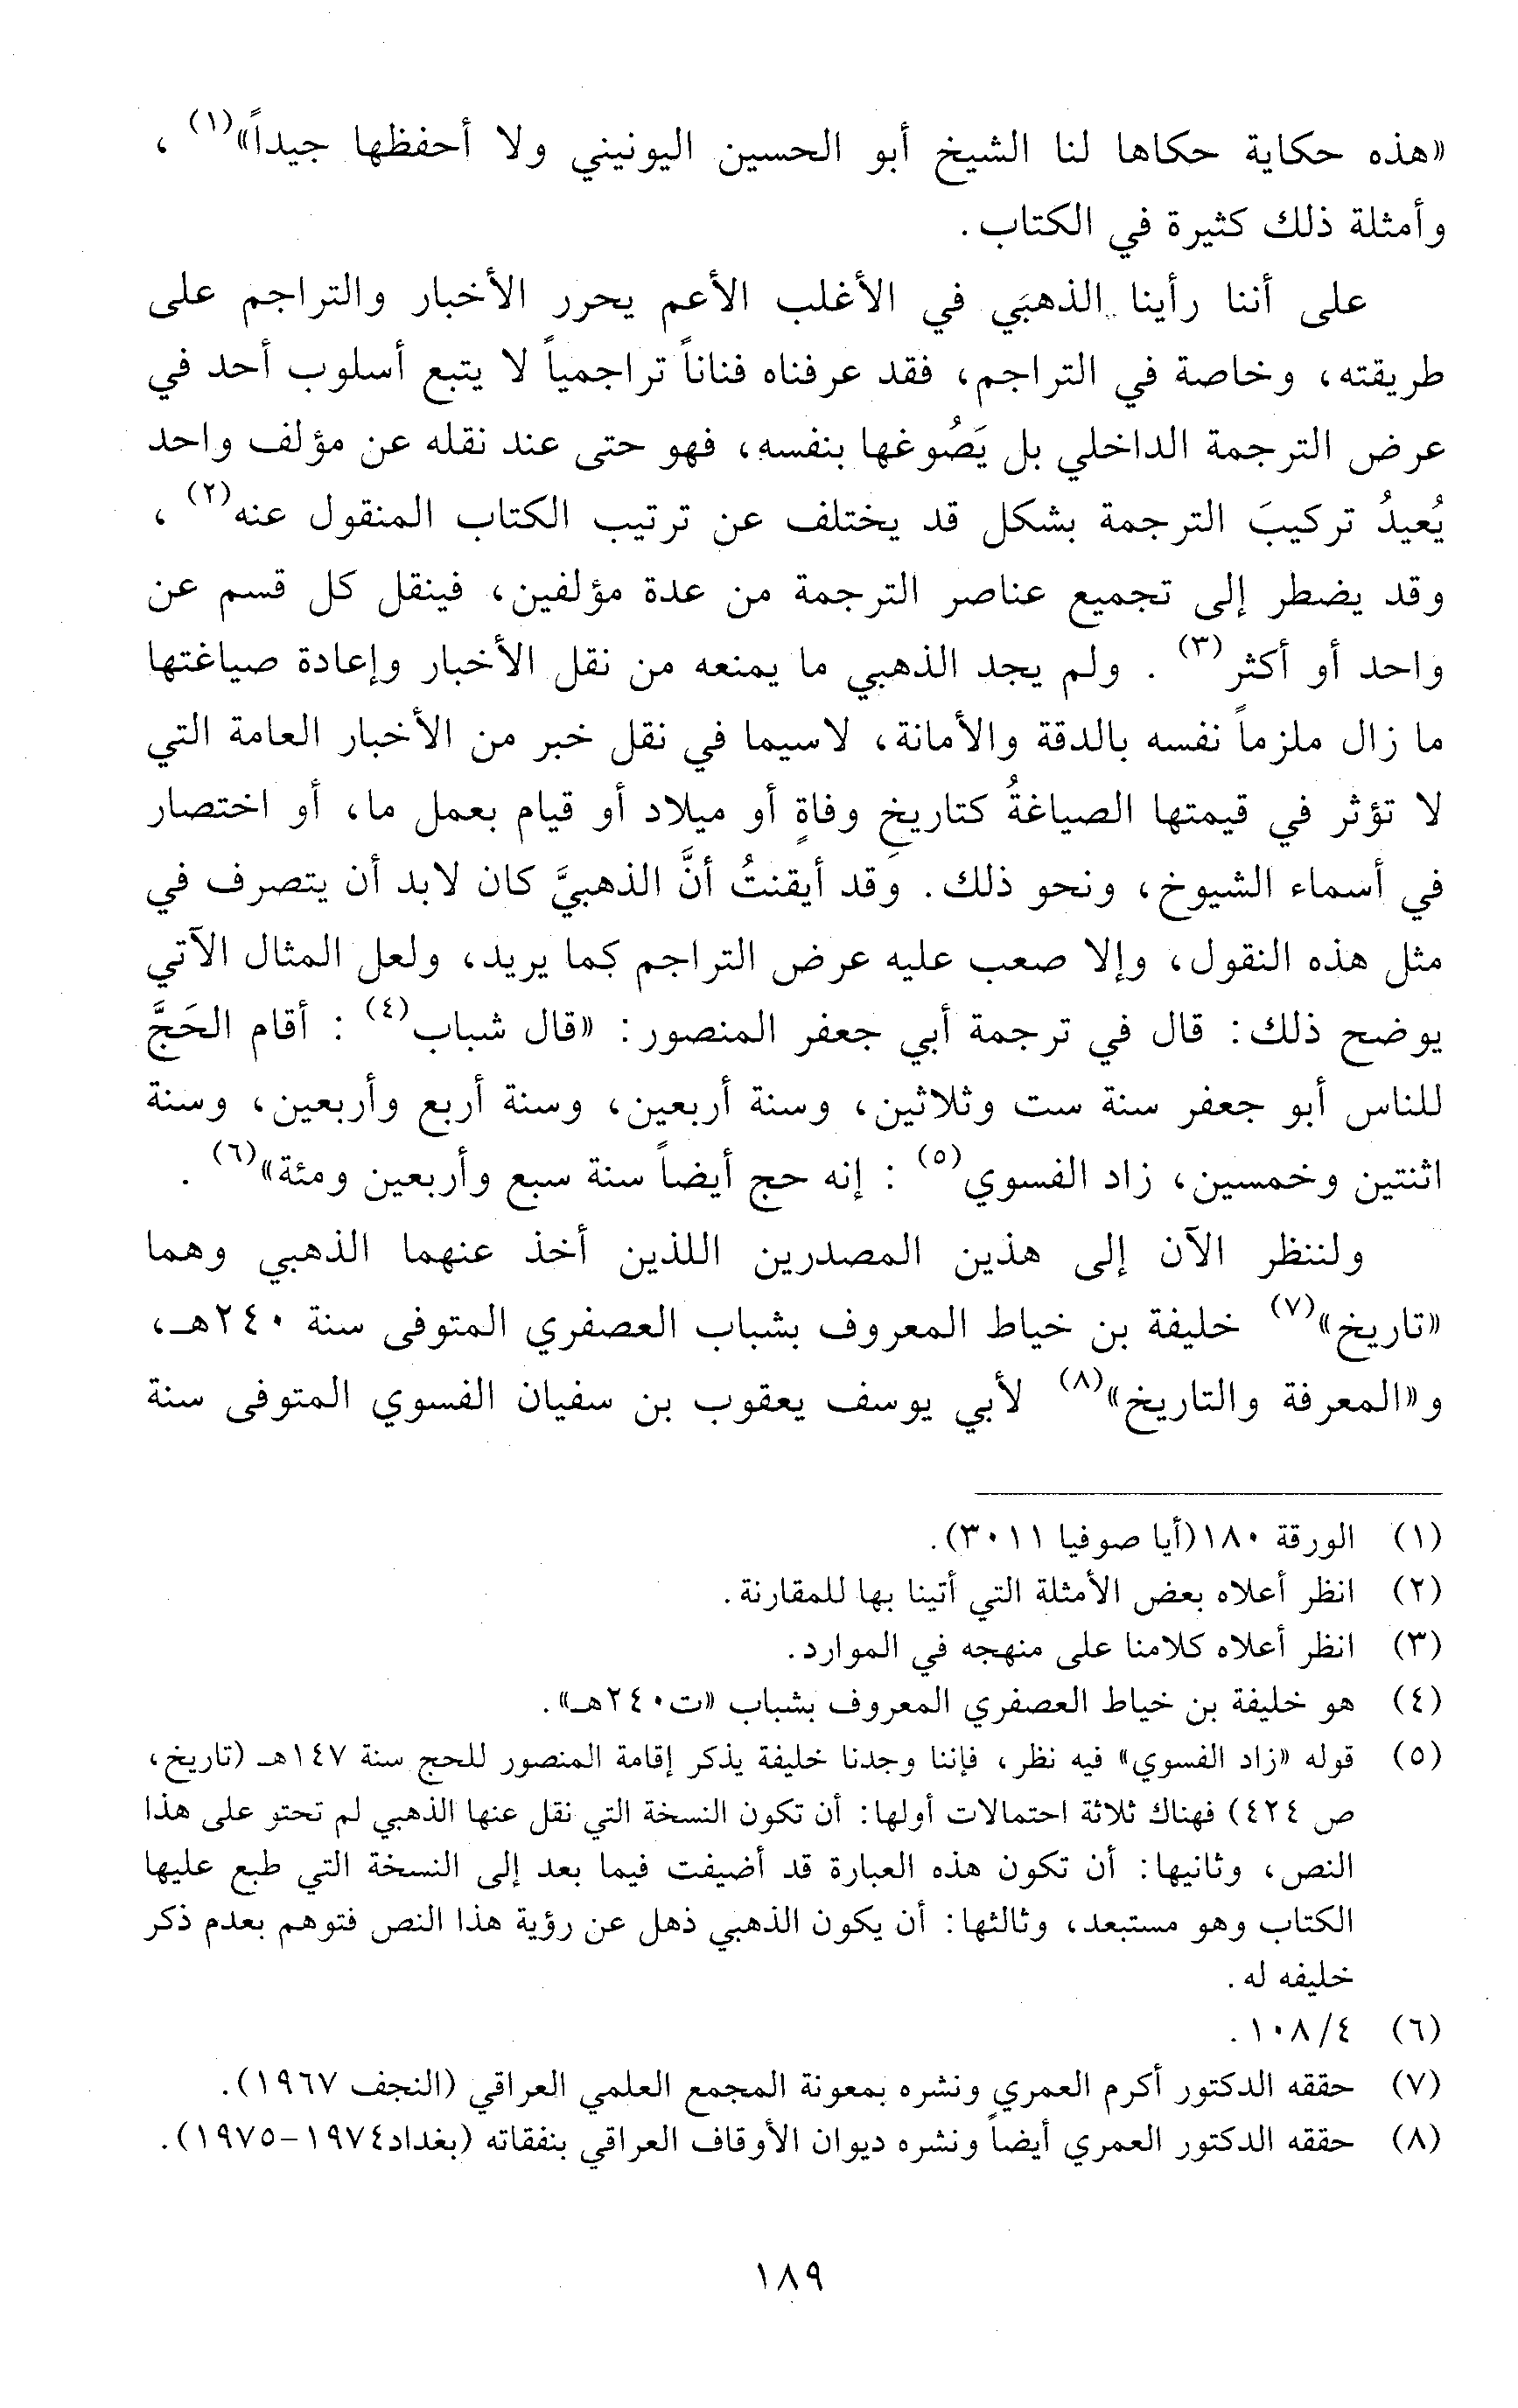 «هذه حكاية حكاها لنا الشيخ أبو الحسين اليونيني ولا أحفظها جيداً»(١)،
وأمثلة ذلك كثيرة في الكتاب.
على أننا رأينا الذهبَي في الأغلب الأعم يحرر الأخبار والتراجم على
طريقته، وخاصة في التراجم، فقد عرفناه فناناً تراجمياً لا يتبع أسلوب أحد في
عرض الترجمة الداخلي بل يَصُوغها بنفسه، فهو حتى عند نقله عن مؤلف واحد
يُعيدُ تركيبَ الترجمة بشكل قد يختلف عن ترتيب الكتاب المنقول عنه(٢)،
وقد يضطر إلى تجميع عناصر الترجمة من عدة مؤلفين، فينقل كل قسم عن
واحد أو أكثر(٣). ولم يجد الذهبي ما يمنعه من نقل الأخبار وإعادة صياغتها
ما زال ملزماً نفسه بالدقة والأمانة، لاسيما في نقل خبر من الأخبار العامة التي
لا تؤثر في قيمتها الصياغةُ كتاريخِ وفاةٍ أو ميلاد أو قيام بعمل ما، أو اختصار
في أسماء الشيوخ، ونحو ذلك. وقد أيقنتُ أنَّ الذهبيَّ كان لابد أن يتصرف في
مثل هذه النقول، وإلا صعب عليه عرض التراجم كما يريد، ولعل المثال الآتي
يوضح ذلك: قال في ترجمة أبي جعفر المنصور: «قال شباب(٤): أقام الحَجَّ
للناس أبو جعفر سنة ست وثلاثين، وسنة أربعين، وسنة أربع وأربعين، وسنة
اثنتين وخمسين، زاد الفسوي(٥): إنه حج أيضاً سنة سبع وأربعين ومئة»(٦).
ولننظر الآن إلى هذين المصدرين اللذين أخذ عنهما الذهبي وهما
«تاريخ»(٧) خليفة بن خياط المعروف بشباب العصفري المتوفى سنة ٢٤٠هـ،
و«المعرفة والتاريخ»(٨) لأبي يوسف يعقوب بن سفيان الفسوي المتوفى سنة
(١) الورقة ١٨٠(أيا صوفيا ٣٠١١).
(٢) انظر أعلاه بعض الأمثلة التي أتينا بها للمقارنة.
(٣) انظر أعلاه كلامنا على منهجه في الموارد.
(٤) هو خليفة بن خياط العصفري المعروف بشباب «ت٢٤٠هـ».
(٥) قوله «زاد الفسوي» فيه نظر، فإننا وجدنا خليفة يذكر إقامة المنصور للحج سنة ١٤٧هـ (تاريخ،
ص ٤٢٤) فهناك ثلاثة احتمالات أولها: أن تكون النسخة التي نقل عنها الذهبي لم تحتو على هذا
النص، وثانيها: أن تكون هذه العبارة قد أضيفت فيما بعد إلى النسخة التي طبع عليها
الكتاب وهو مستبعد، وثالثها: أن يكون الذهبي ذهل عن رؤية هذا النص فتوهم بعدم ذكر
خليفه له.
(٦) ١٠٨/٤.
(٧) حققه الدكتور أكرم العمري ونشره بمعونة المجمع العلمي العراقي (النجف ١٩٦٧).
(٨) حققه الدكتور العمري أيضاً ونشره ديوان الأوقاف العراقي بنفقاته (بغداد١٩٧٤-١٩٧٥).
١٨٩